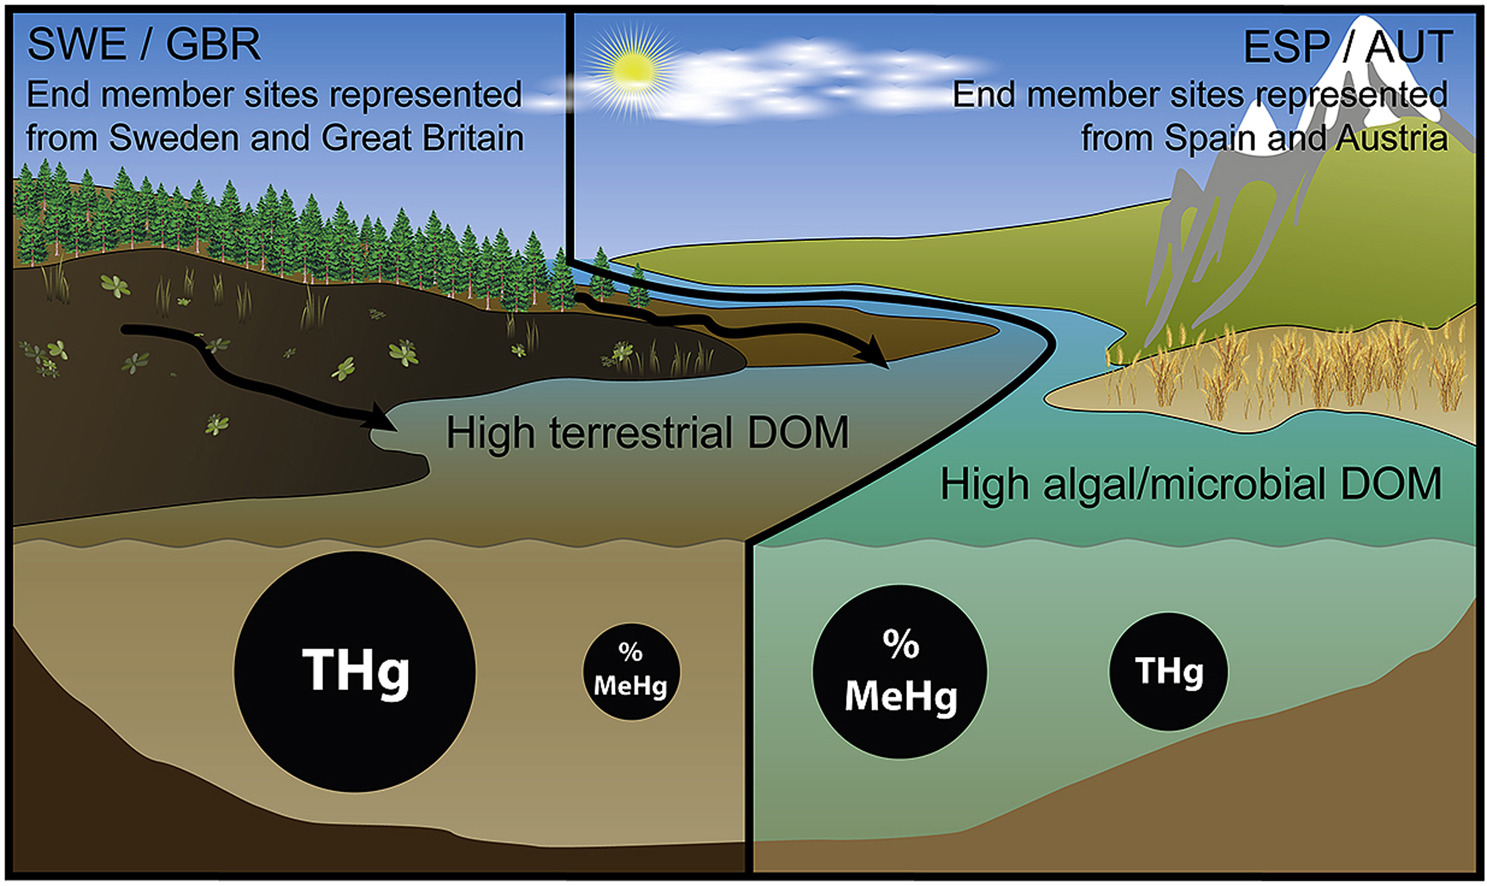 SWE / GBR
End member sites represented
from Sweden and Great Britain
ESP / AUT
End member sites represented
from Spain and Austria
High terrestrial DOM
High algal/microbial DOM
THg
%
MeHg
%
MeHg
THg